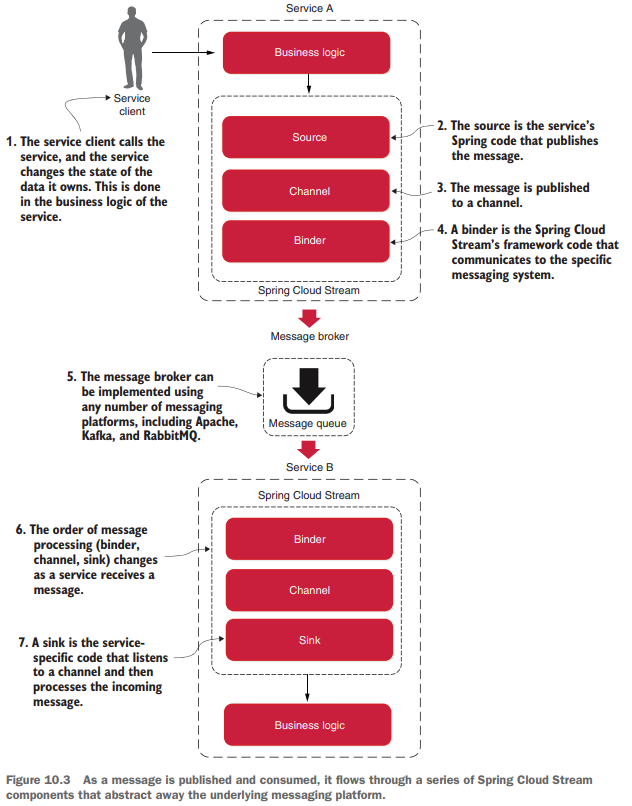 Service A
Business logic
Service
client
1. The service client calls the
service, and the service
changes the state of the
data it owns. This is done
in the business logic of the
service.
Source
2. The source is the service's
Spring code that publishes
the message.
Channel
3. The message is published
to a channel.
Binder
4. A binder is the Spring Cloud
Stream's framework code that
communicates to the specific
messaging system.
Spring Cloud Stream
Message broker
5. The message broker can
be implemented using
any number of messaging
platforms, including Apache,
Kafka, and RabbitMQ.
Message queue
Service B
Spring Cloud Stream
Binder
6. The order of message
processing (binder,
channel, sink) changes
as a service receives a
message.
Channel
Sink
7. A sink is the service-
specific code that listens
to a channel and then
processes the incoming
message.
Business logic
Figure 10.3 As a message is published and consumed, it flows through a series of Spring Cloud Stream
components that abstract away the underlying messaging platform.